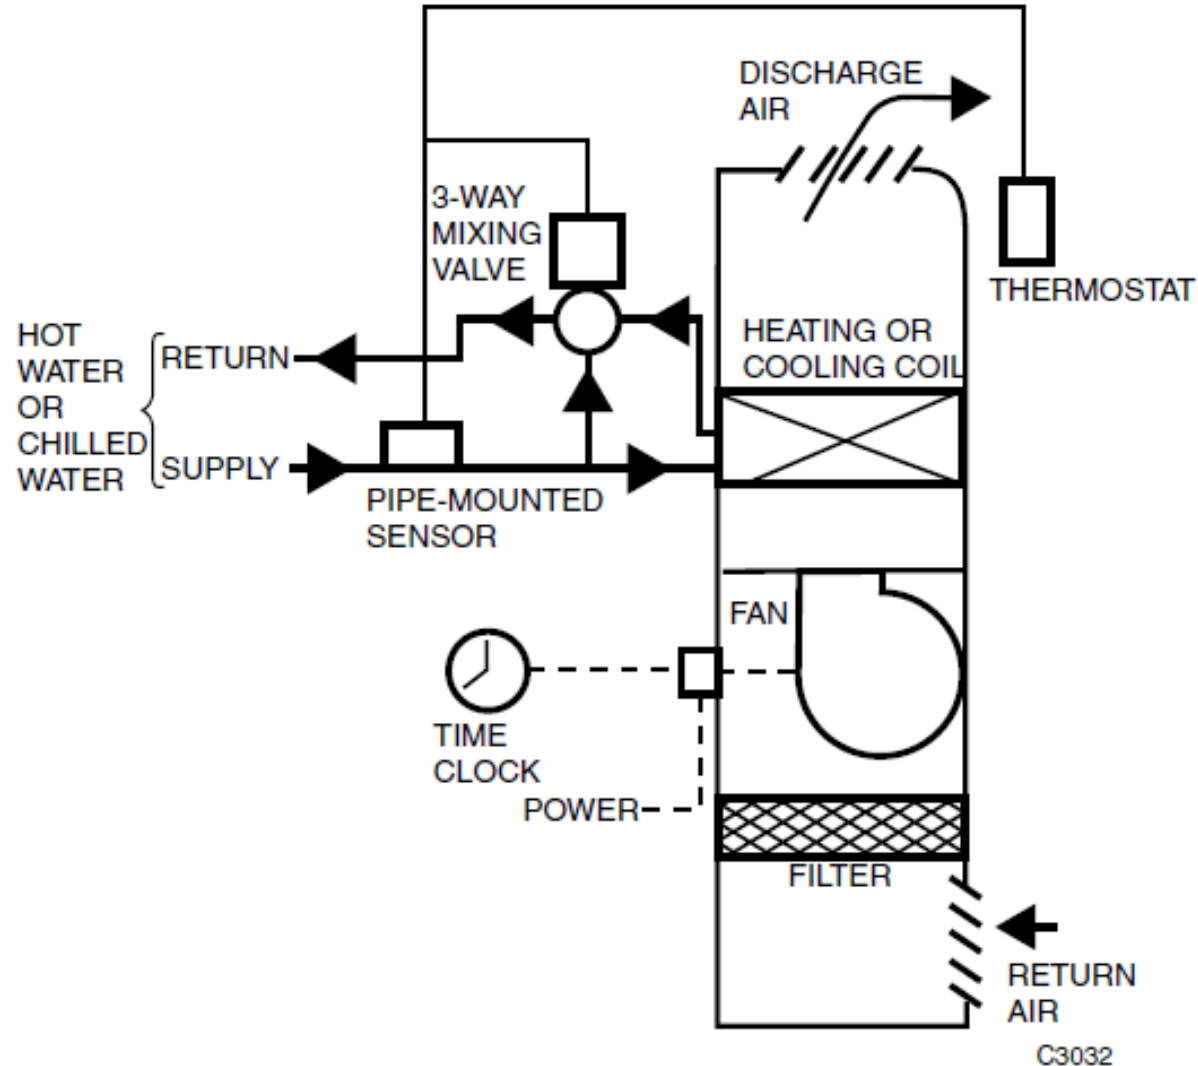 DISCHARGE
AIR
3-WAY
MIXING
VALVE
THERMOSTAT
HOT
WATER
OR
CHILLED
WATER
RETURN
SUPPLY
HEATING OR
COOLING COIL
PIPE-MOUNTED
SENSOR
FAN
TIME
CLOCK
POWER
FILTER
RETURN
AIR
C3032